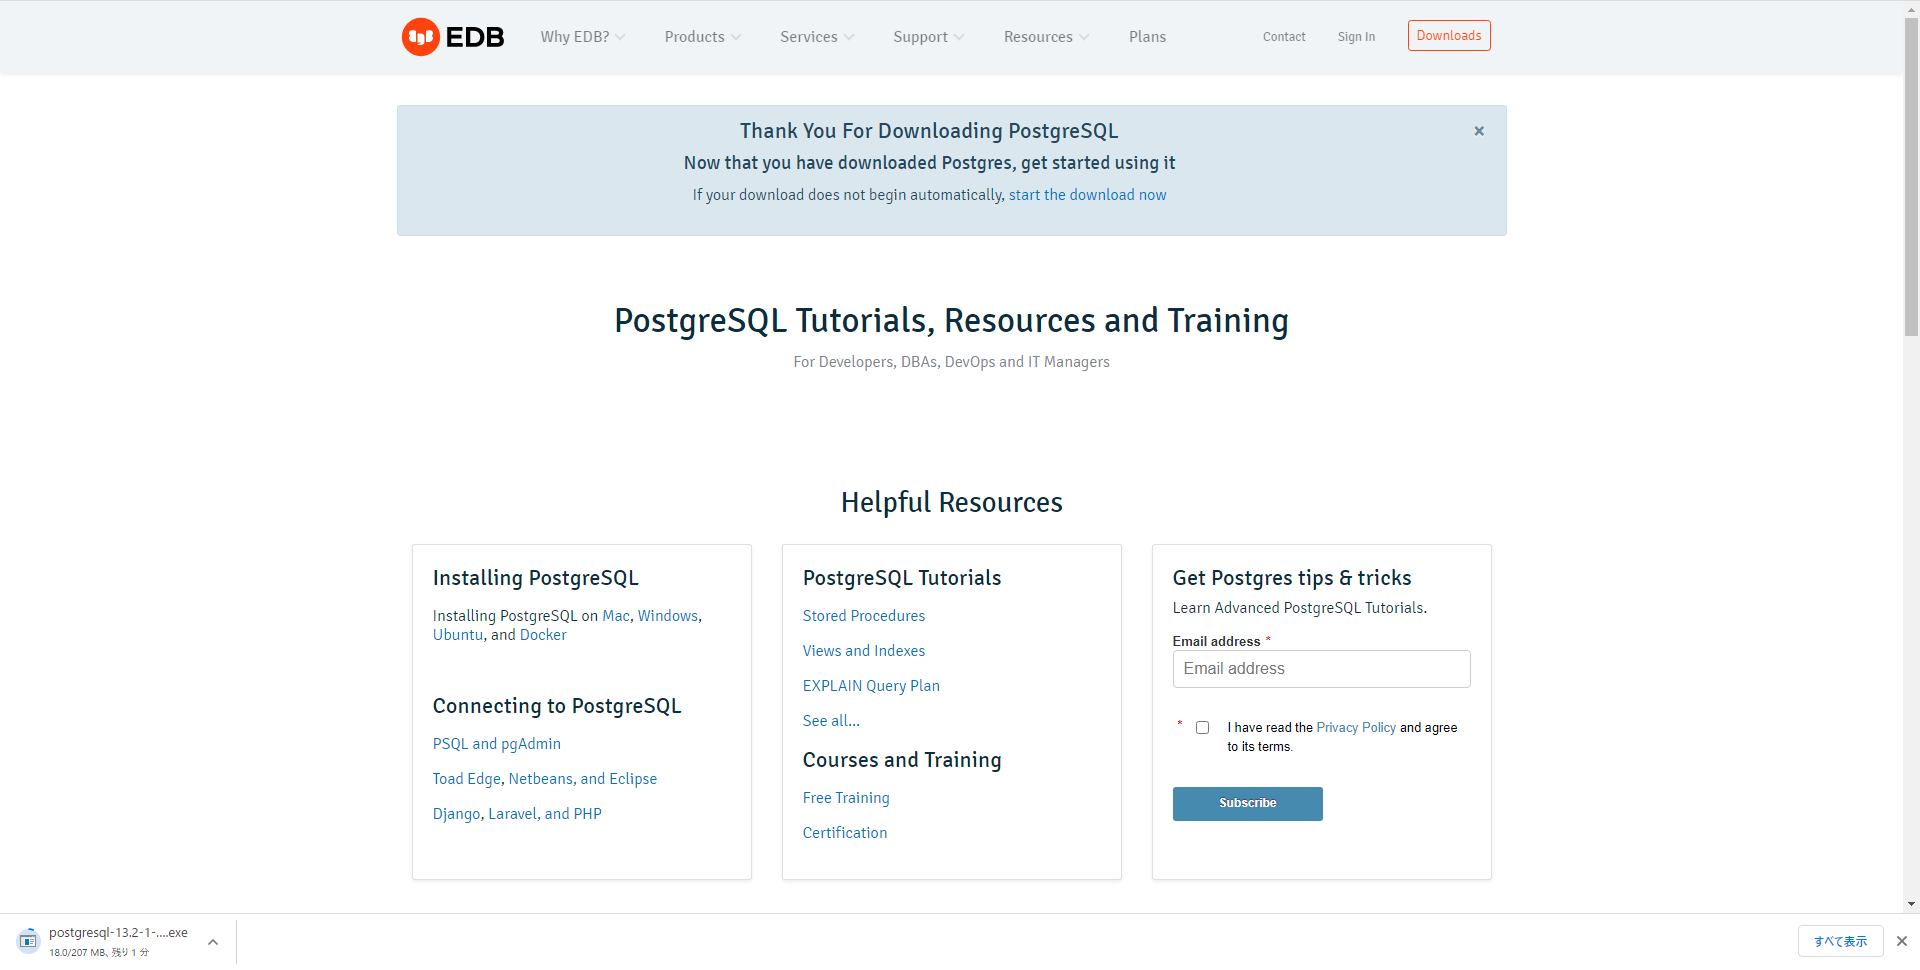 EDB
Why EDB?
Products
Services
Support
Resources
Plans
Contact
Sign In
Downloads
Thank You For Downloading PostgreSQL
×
Now that you have downloaded Postgres, get started using it
If your download does not begin automatically, start the download now
PostgreSQL Tutorials, Resources and Training
For Developers, DBAs, DevOps and IT Managers
Helpful Resources
Installing PostgreSQL
Installing PostgreSQL on Mac, Windows,
Ubuntu, and Docker
Connecting to PostgreSQL
PSQL and pgAdmin
Toad Edge, Netbeans, and Eclipse
Django, Laravel, and PHP
PostgreSQL Tutorials
Stored Procedures
Views and Indexes
EXPLAIN Query Plan
See all...
Courses and Training
Free Training
Certification
Get Postgres tips & tricks
Learn Advanced PostgreSQL Tutorials.
Email address *
Email address
* I have read the Privacy Policy and agree
to its terms.
Subscribe
postgresql-13.2-1-....exe
18.0/207 MB、残り 1 分
すべて表示